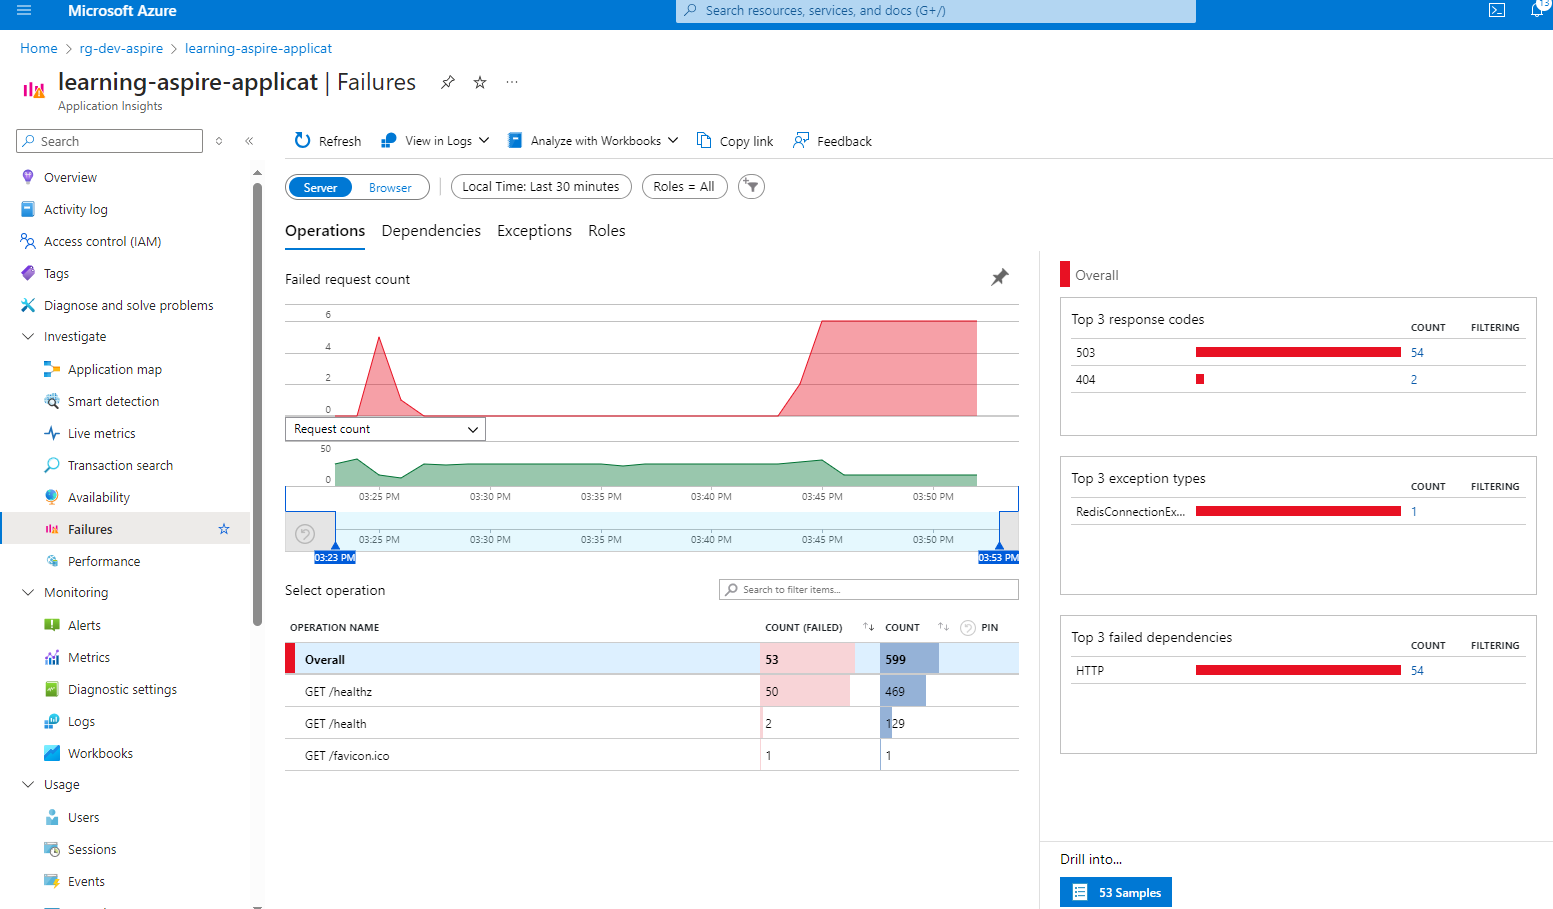 Microsoft Azure
Search resources, services, and docs (G+/)
13
Home > rg-dev-aspire > learning-aspire-applicat
learning-aspire-applicat | Failures
Application Insights
Search
Overview
Activity log
Access control (IAM)
Tags
Diagnose and solve problems
Investigate
Application map
Smart detection
Live metrics
Transaction search
Availability
Failures
Performance
Monitoring
Alerts
Metrics
Diagnostic settings
Logs
Workbooks
Usage
Users
Sessions
Events
Refresh View in Logs Analyze with Workbooks Copy link Feedback
Server Browser Local Time: Last 30 minutes Roles = All
Operations Dependencies Exceptions Roles
Failed request count
6
4
2
0
Request count
50
0
03:25 PM 03:30 PM 03:35 PM 03:40 PM 03:45 PM 03:50 PM
03:25 PM 03:30 PM 03:35 PM 03:40 PM 03:45 PM 03:50 PM
03:23 PM 03:53 PM
Select operation Search to filter items...
OPERATION NAME COUNT (FAILED) COUNT PIN
Overall 53 599
GET /healthz 50 469
GET /health 2 129
GET /favicon.ico 1 1
Overall
Top 3 response codes
COUNT FILTERING
503 54
404 2
Top 3 exception types
COUNT FILTERING
RedisConnectionEx... 1
Top 3 failed dependencies
COUNT FILTERING
HTTP 54
Drill into...
53 Samples